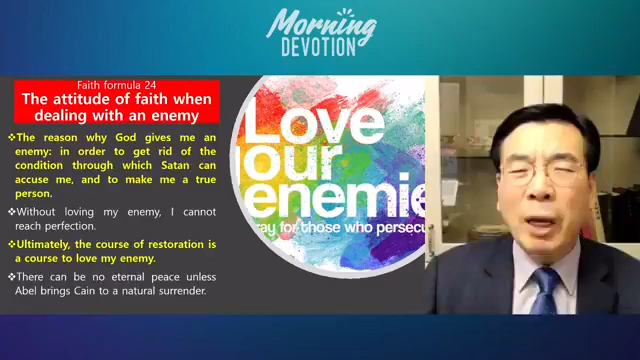 Morning
DEVOTION
Faith formula 24
The attitude of faith when
dealing with an enemy
❖The reason why God gives me an
enemy: in order to get rid of the
condition through which Satan can
accuse me, and to make me a true
person.
❖Without loving my enemy, I cannot
reach perfection.
❖Ultimately, the course of restoration is
a course to love my enemy.
❖There can be no eternal peace unless
Abel brings Cain to a natural surrender.
Love
our
enemie
ray for those who persecu